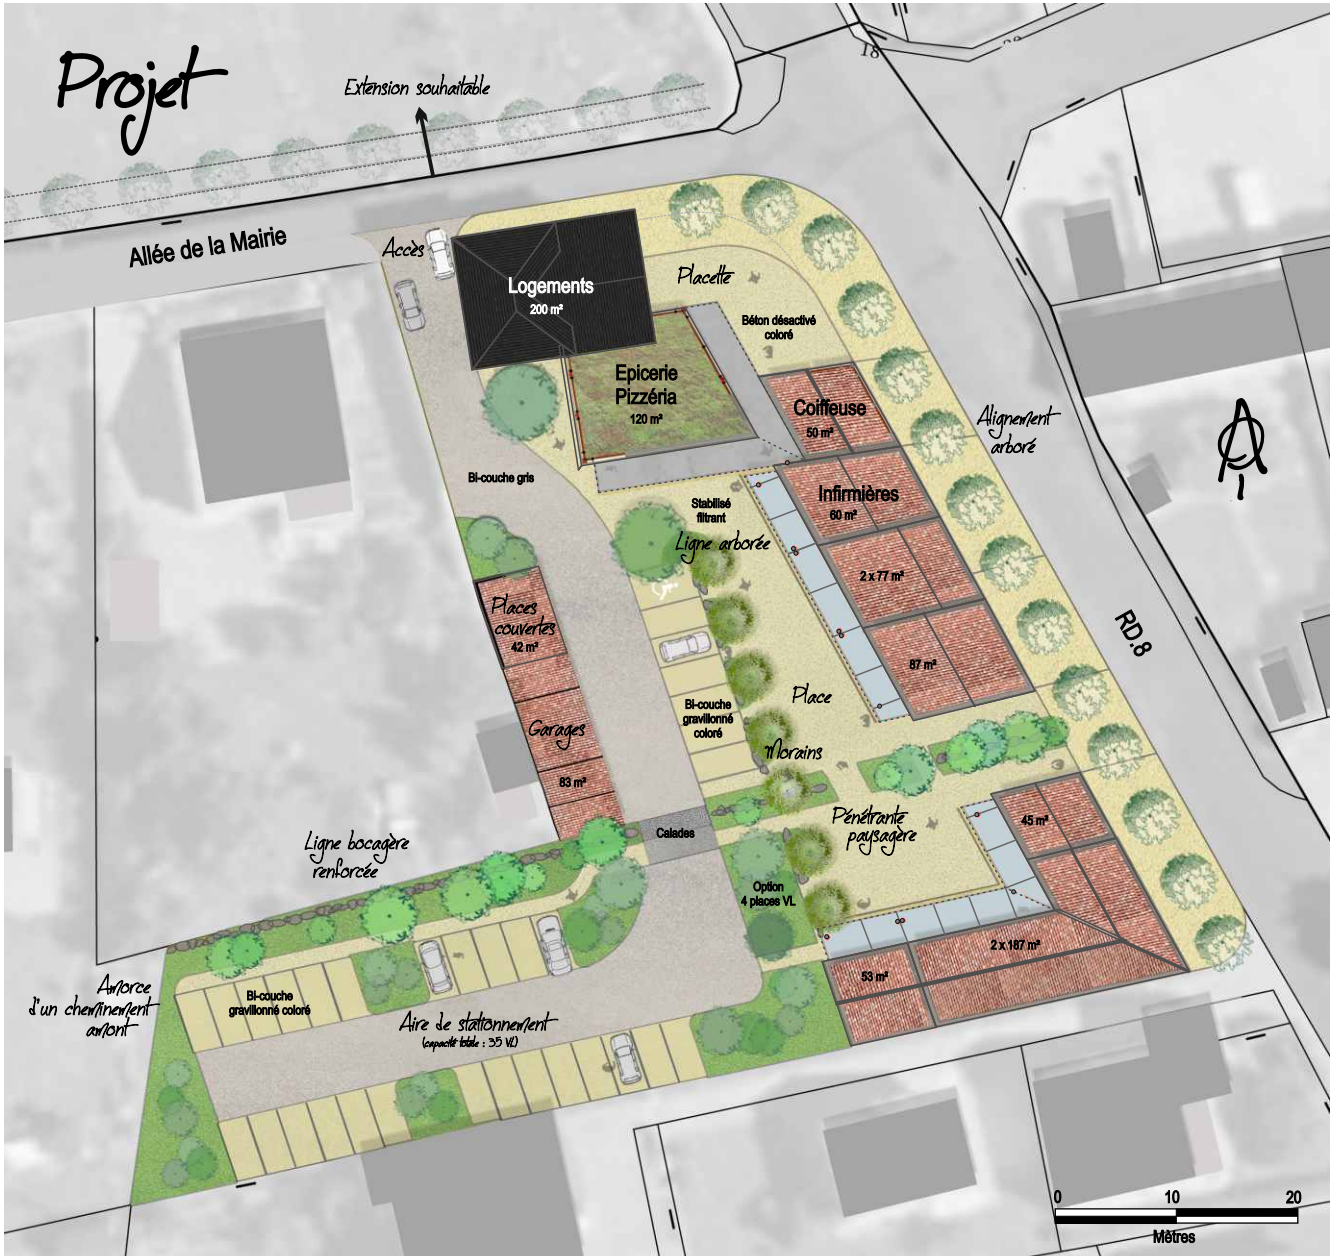 Projet
Extension souhaitable
18
Allée de la Mairie
Accès
Logements
200 m²
Placette
Béton désactivé
coloré
Epicerie
Pizzéria
120 m²
Coiffeuse
50 m²
Alignement
arboré
Bi-couche gris
Infirmières
60 m²
Stabilisé
filtrant
Ligne arborée
2 x 77 m²
Places
couvertes
42 m²
RD.8
87 m²
Place
Bi-couche
gravillonné
coloré
Garages
Morains
83 m²
Pénétrante
paysagère
45 m²
Calades
Ligne bocagère
renforcée
Option
4 places VL
2 x 187 m²
53 m²
Amorce
d'un cheminement
amont
Bi-couche
gravillonné coloré
Aire de stationnement
(capacité totale : 35 VL)
0 10 20
Mètres